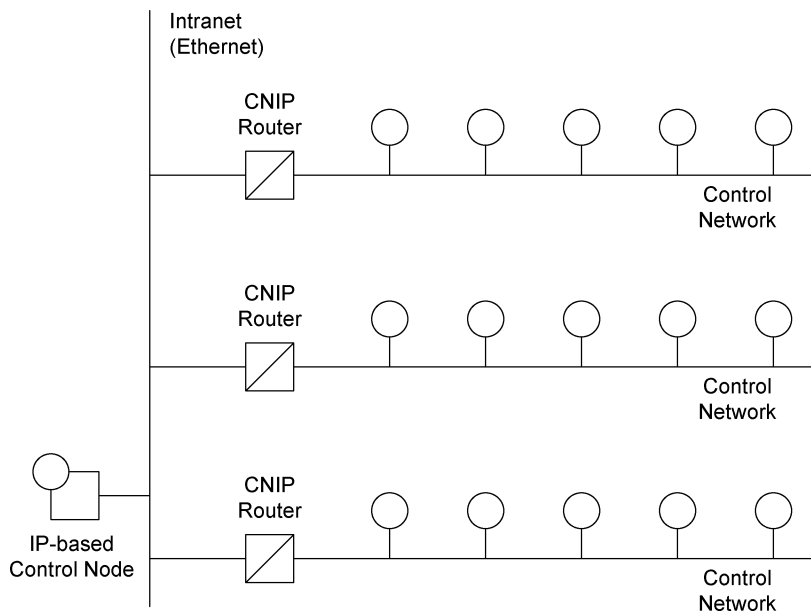 Intranet
(Ethernet)
CNIP
Router
Control
Network
CNIP
Router
Control
Network
CNIP
Router
IP-based
Control Node
Control
Network